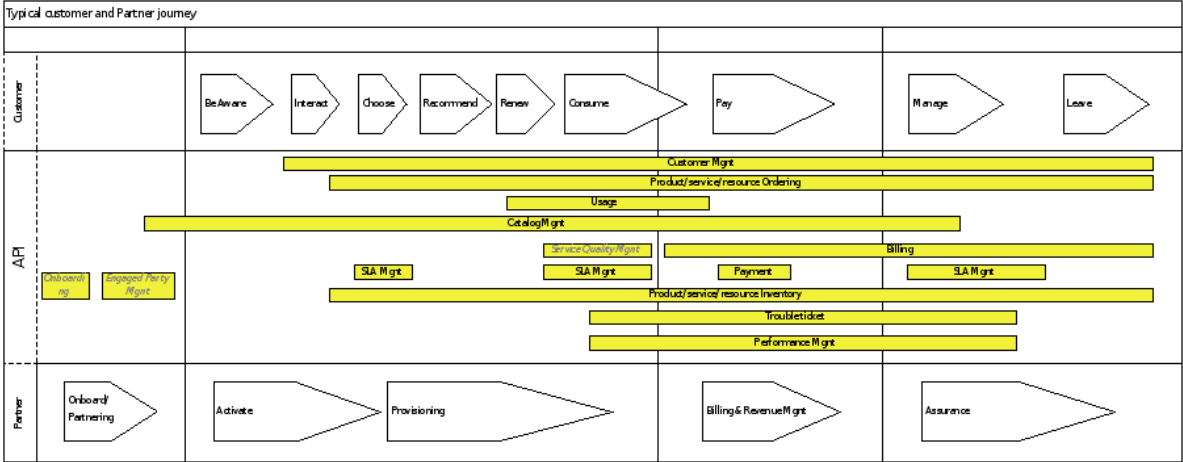 Typical customer and Partner journey
Customer
Be Aware
Interact
Choose
Recommend
Renew
Consume
Pay
Manage
Leave
API
Customer Mgnt
Product/service/resource Ordering
Usage
Catalog Mgnt
Service Quality Mgnt
Billing
Onboardi
ng
Engaged Party
Mgnt
SLA Mgnt
SLA Mgnt
Payment
SLA Mgnt
Product/service/resource Inventory
Trouble ticket
Performance Mgnt
Partner
Onboard/
Partnering
Activate
Provisioning
Billing & Revenue Mgnt
Assurance